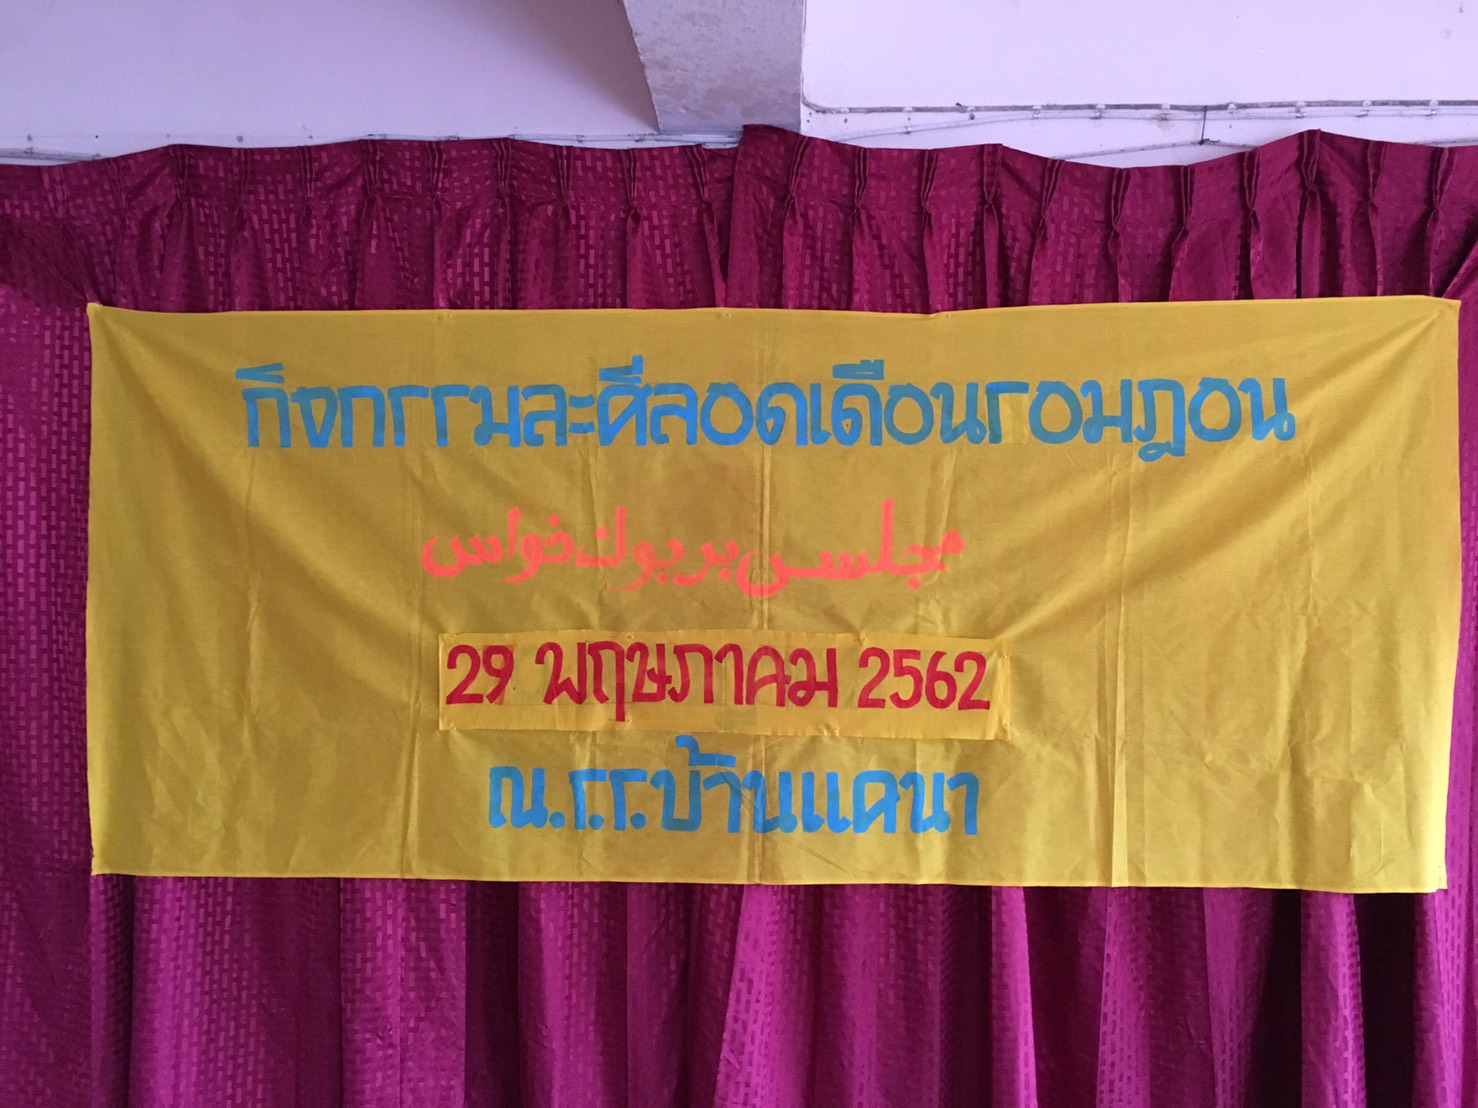 กิจกรรมละศีลอดเดือนรอมฎอน
مجلس بربوك خواس
29 พฤษภาคม 2562
ณ.ร.ร.บ้านแคนา